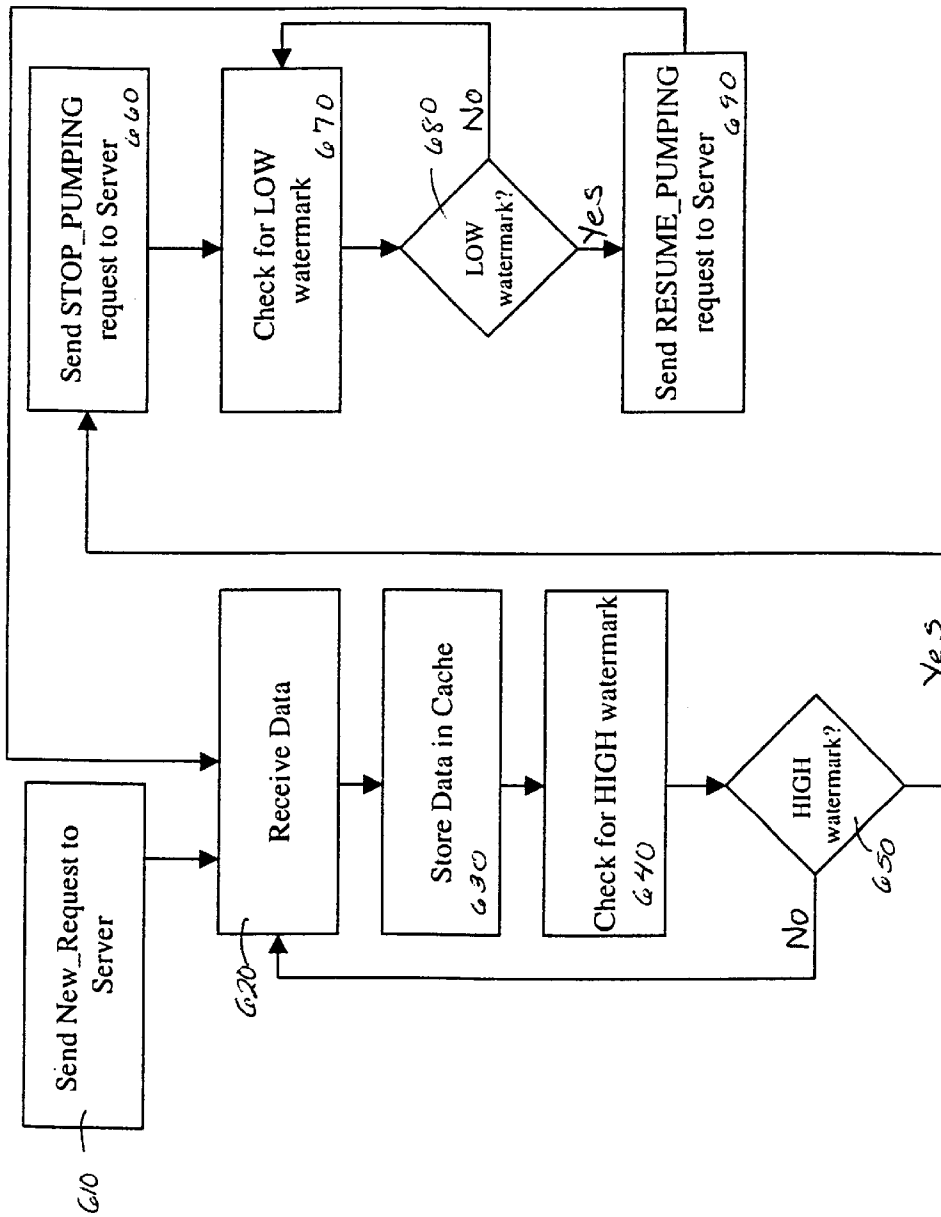 610
Send New_Request to
Server
620
Receive Data
Store Data in Cache
630
Check for HIGH watermark
640
HIGH
watermark?
650
No
Yes
Send STOP_PUMPING
request to Server
660
Check for LOW
watermark
670
LOW
watermark?
680
No
Yes
Send RESUME_PUMPING
request to Server
690